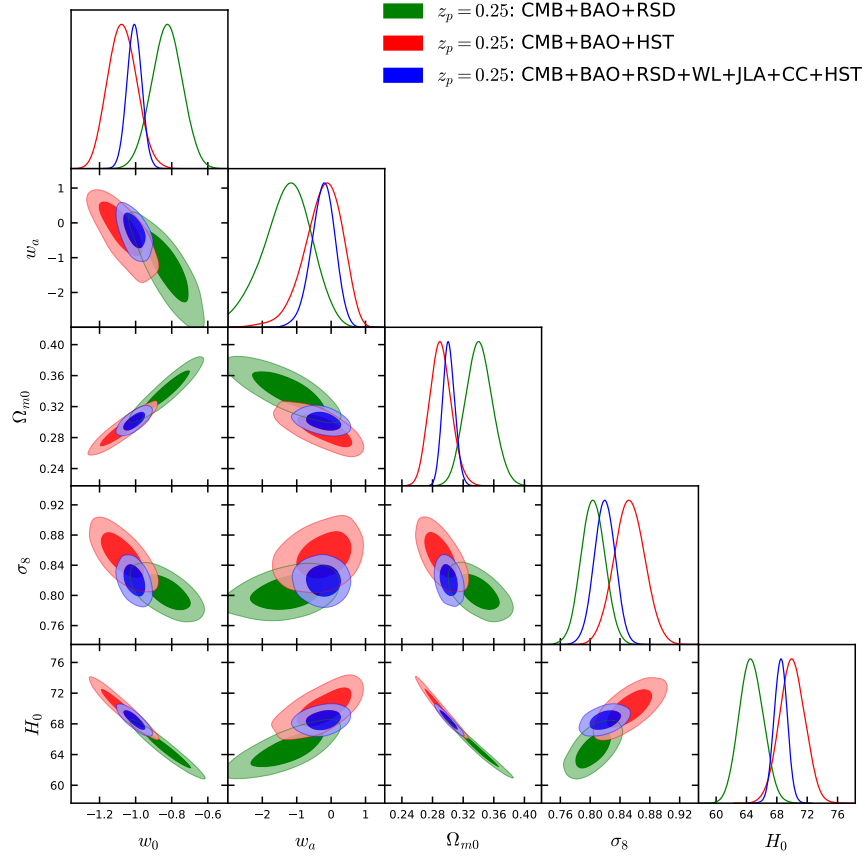 z_p = 0.25: CMB+BAO+RSD
z_p = 0.25: CMB+BAO+HST
z_p = 0.25: CMB+BAO+RSD+WL+JLA+CC+HST
w_a
1
0
−1
−2
Ω_{m0}
0.40
0.36
0.32
0.28
0.24
σ_8
0.92
0.88
0.84
0.80
0.76
H_0
76
72
68
64
60
−1.2 −1.0 −0.8 −0.6
−2 −1 0 1
0.24 0.28 0.32 0.36 0.40
0.76 0.80 0.84 0.88 0.92
60 64 68 72 76
w_0 w_a Ω_{m0} σ_8 H_0